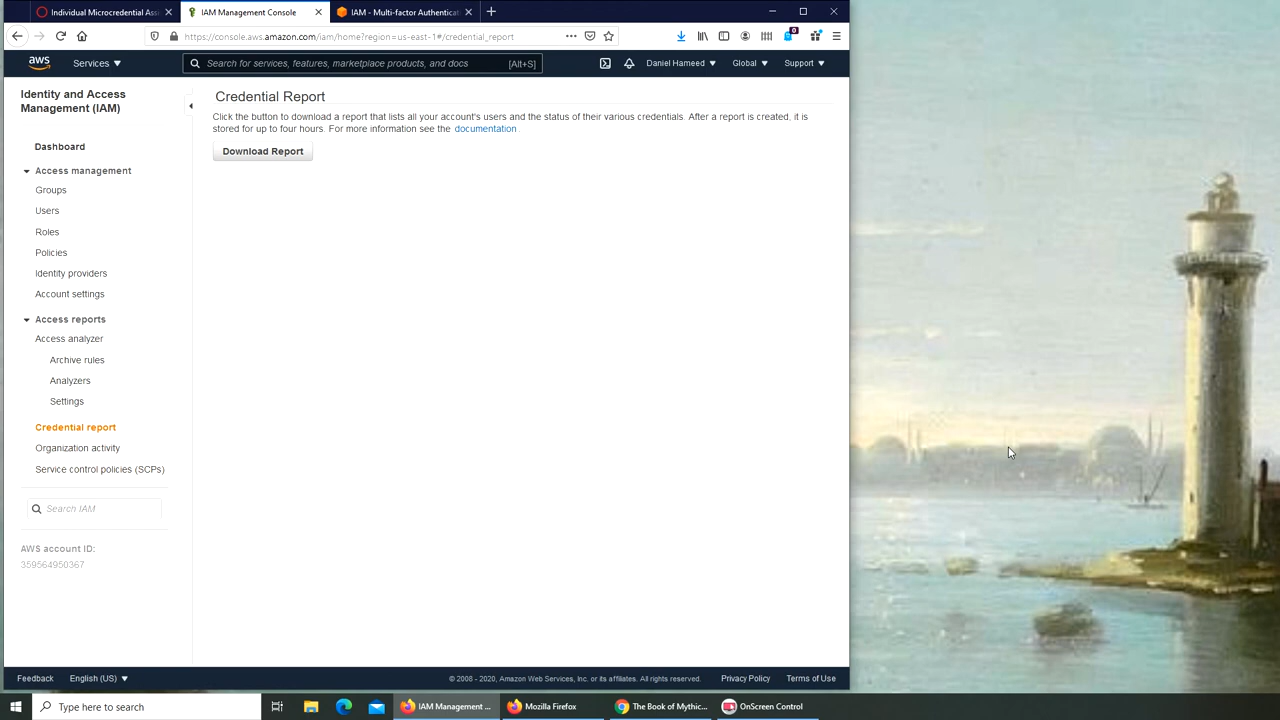 Individual Microcredential Ass
IAM Management Console
IAM - Multi-factor Authenticat
https://console.aws.amazon.com/iam/home?region=us-east-1#/credential_report
0
aws
Services
Search for services, features, marketplace products, and docs
[Alt+S]
Daniel Hameed
Global
Support
Identity and Access
Management (IAM)
Dashboard
Access management
Groups
Users
Roles
Policies
Identity providers
Account settings
Access reports
Access analyzer
Archive rules
Analyzers
Settings
Credential report
Organization activity
Service control policies (SCPs)
Search IAM
AWS account ID:
359564950367
Credential Report
Click the button to download a report that lists all your account's users and the status of their various credentials. After a report is created, it is
stored for up to four hours. For more information see the documentation
Download Report
Feedback
English (US)
© 2008 - 2020, Amazon Web Services, Inc. or its affiliates. All rights reserved.
Privacy Policy
Terms of Use
Type here to search
IAM Management ...
Mozilla Firefox
The Book of Mythic...
OnScreen Control